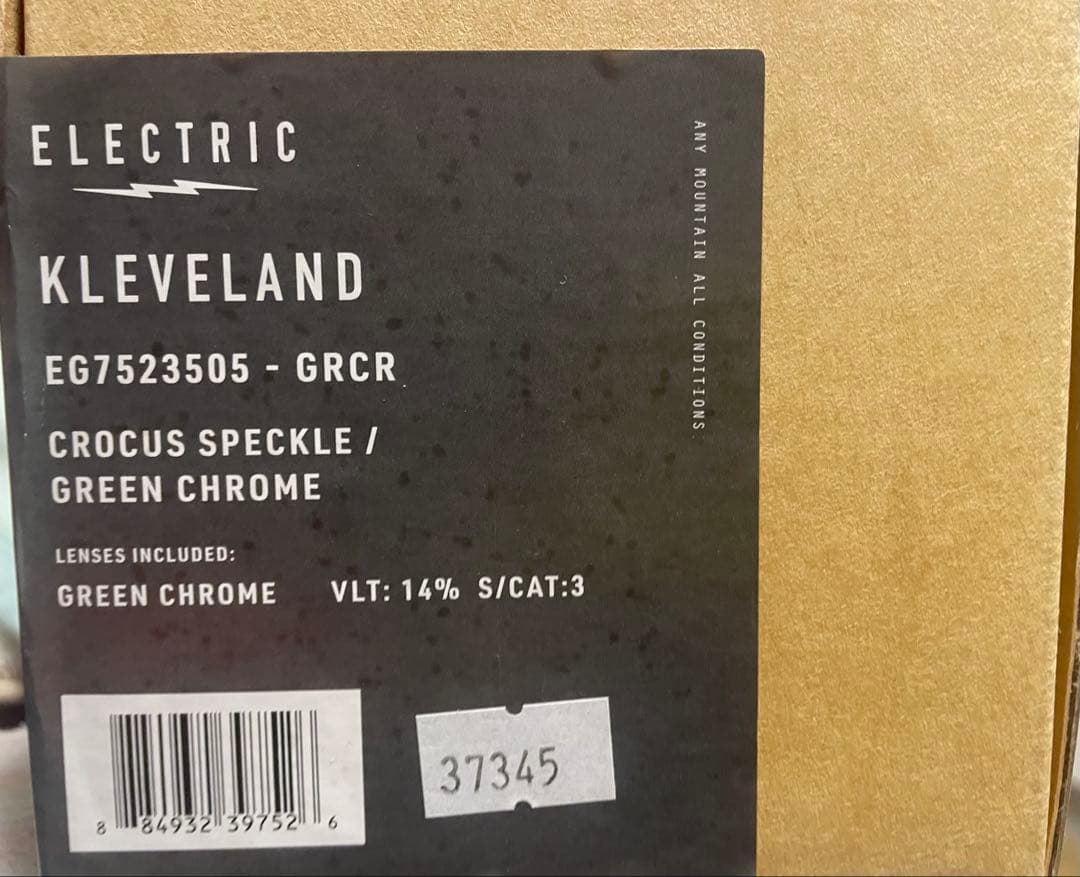 ELECTRIC
KLEVELAND
EG7523505 - GRCR
CROCUS SPECKLE /
GREEN CHROME
LENSES INCLUDED:
GREEN CHROME VLT: 14% S/CAT:3
8 84932 39752 6
37345
ANY MOUNTAIN ALL CONDITIONS.